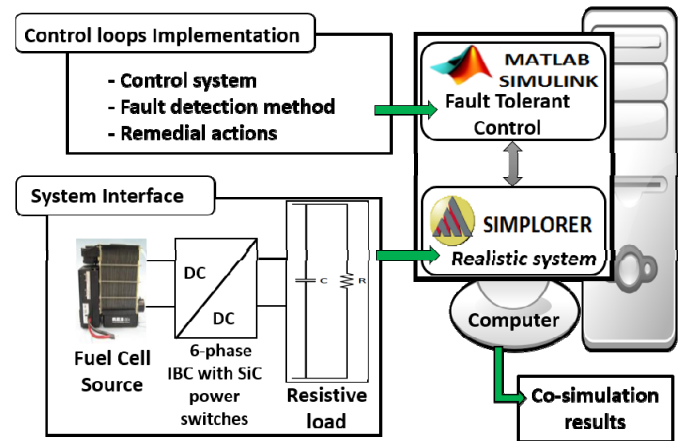 Control loops Implementation
- Control system
- Fault detection method
- Remedial actions
MATLAB
SIMULINK
Fault Tolerant
Control
System Interface
SIMPLORER
Realistic system
DC
DC
C
R
Fuel Cell
Source
6-phase
IBC with SiC
power
switches
Resistive
load
Computer
Co-simulation
results